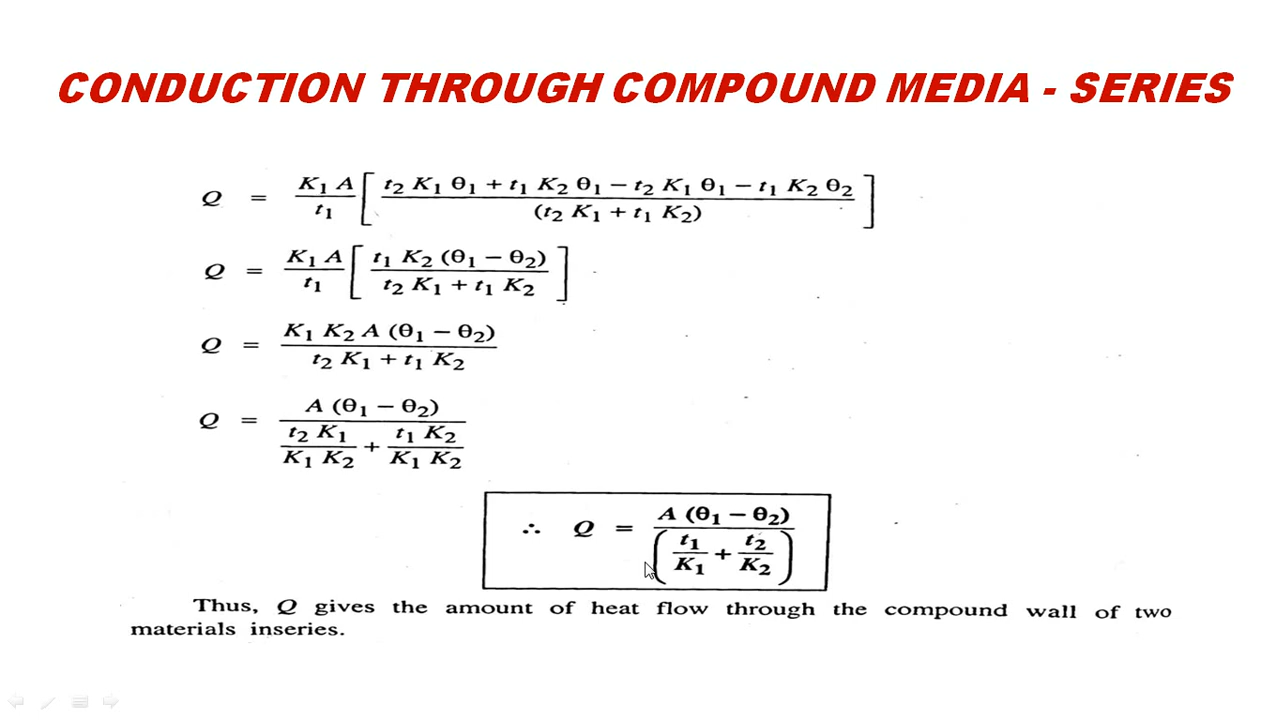 CONDUCTION THROUGH COMPOUND MEDIA - SERIES
Q = K₁ A / t₁ [ t₂ K₁ θ₁ + t₁ K₂ θ₁ − t₂ K₁ θ₁ − t₁ K₂ θ₂ / (t₂ K₁ + t₁ K₂) ]
Q = K₁ A / t₁ [ t₁ K₂ (θ₁ − θ₂) / t₂ K₁ + t₁ K₂ ]
Q = K₁ K₂ A (θ₁ − θ₂) / t₂ K₁ + t₁ K₂
Q = A (θ₁ − θ₂) / t₂ K₁ / K₁ K₂ + t₁ K₂ / K₁ K₂
∴ Q = A (θ₁ − θ₂) / ( t₁ / K₁ + t₂ / K₂ )
Thus, Q gives the amount of heat flow through the compound wall of two
materials inseries.